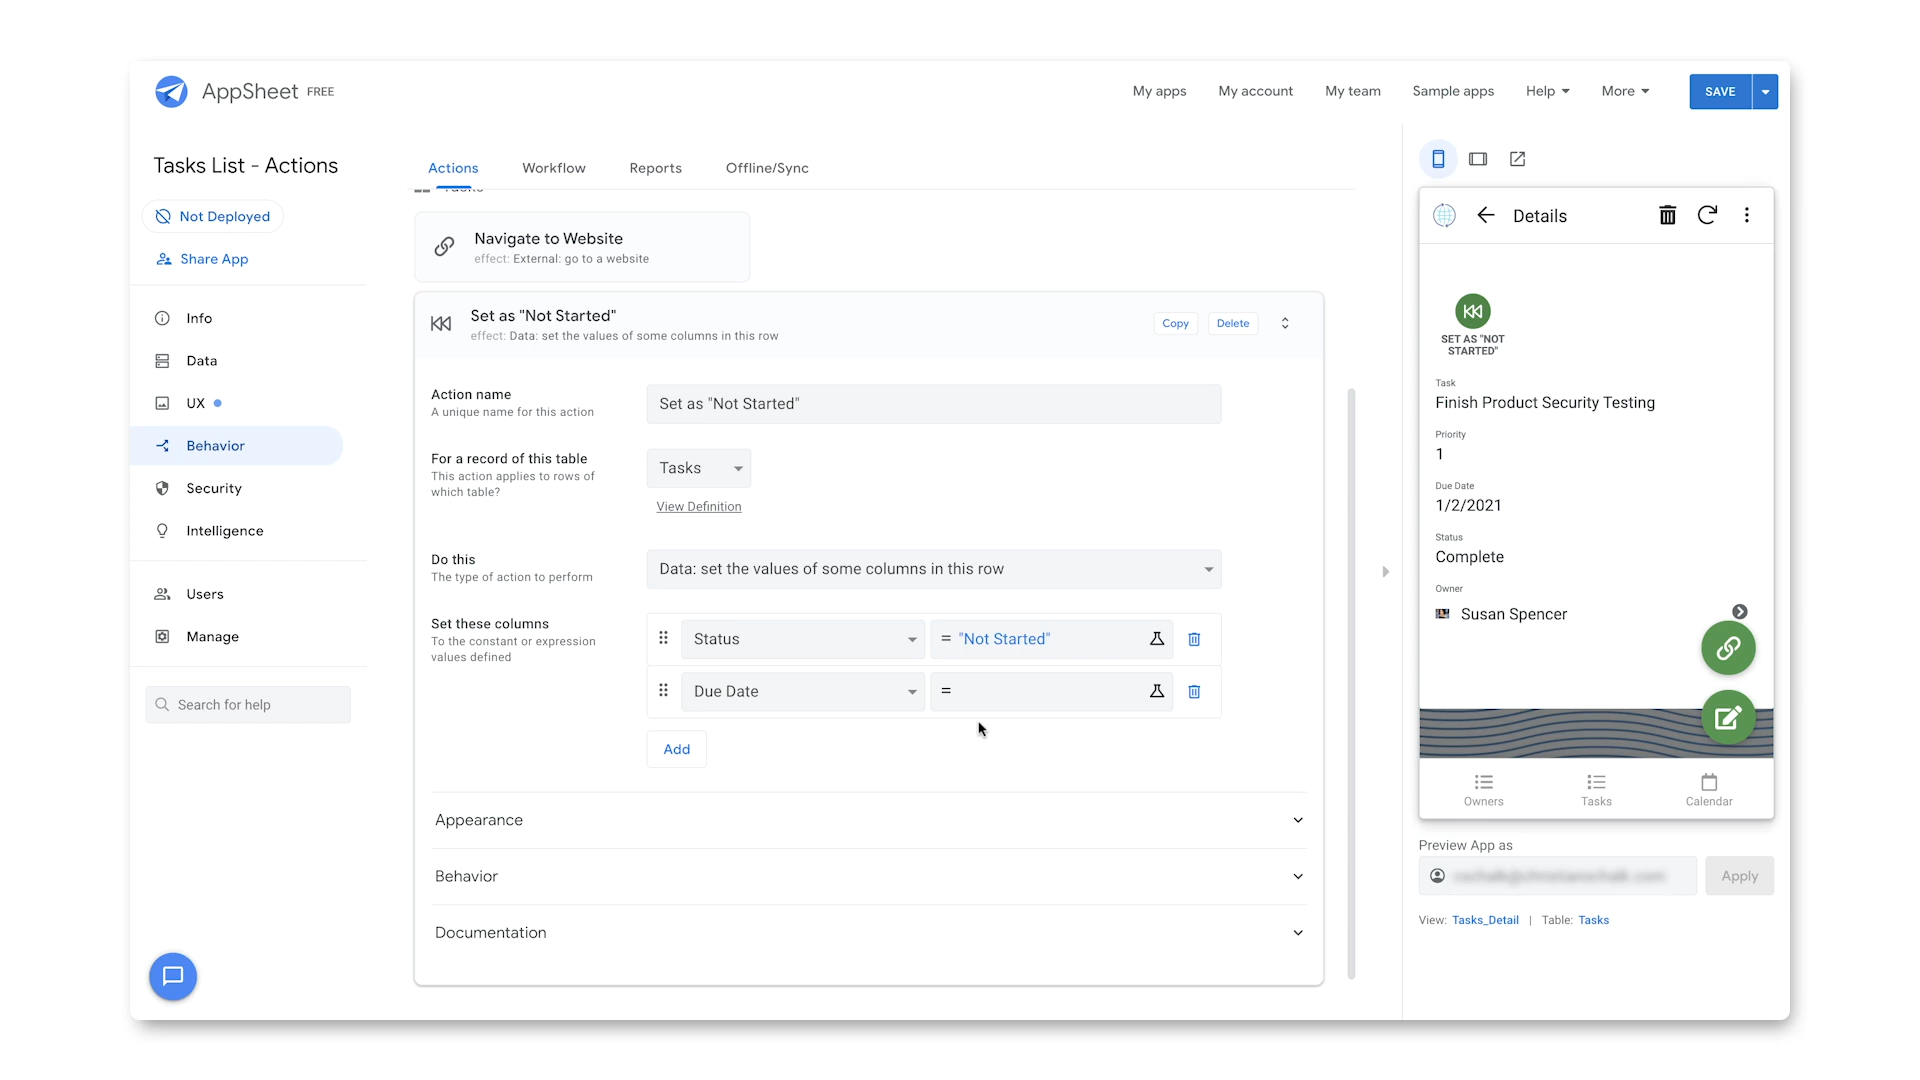 AppSheet FREE
My apps
My account
My team
Sample apps
Help
More
SAVE
Tasks List - Actions
Not Deployed
Share App
Info
Data
UX
Behavior
Security
Intelligence
Users
Manage
Search for help
Actions
Workflow
Reports
Offline/Sync
Navigate to Website
effect: External: go to a website
Set as "Not Started"
effect: Data: set the values of some columns in this row
Copy
Delete
Action name
A unique name for this action
Set as "Not Started"
For a record of this table
This action applies to rows of
which table?
Tasks
View Definition
Do this
The type of action to perform
Data: set the values of some columns in this row
Set these columns
To the constant or expression
values defined
Status
= "Not Started"
Due Date
=
Add
Appearance
Behavior
Documentation
Details
SET AS "NOT
STARTED"
Task
Finish Product Security Testing
Priority
1
Due Date
1/2/2021
Status
Complete
Owner
Susan Spencer
Owners
Tasks
Calendar
Preview App as
Apply
View: Tasks_Detail | Table: Tasks